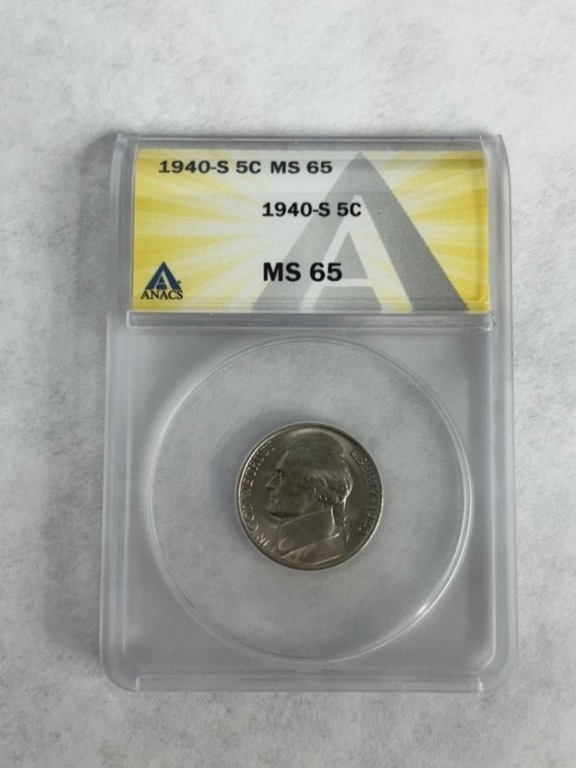 1940-S 5C MS 65
1940-S 5C
MS 65
ANACS
IN GOD WE TRUST
LIBERTY